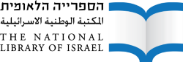 הספרייה הלאומית
المكتبة الوطنية الاسرائيلية
THE NATIONAL
LIBRARY OF ISRAEL